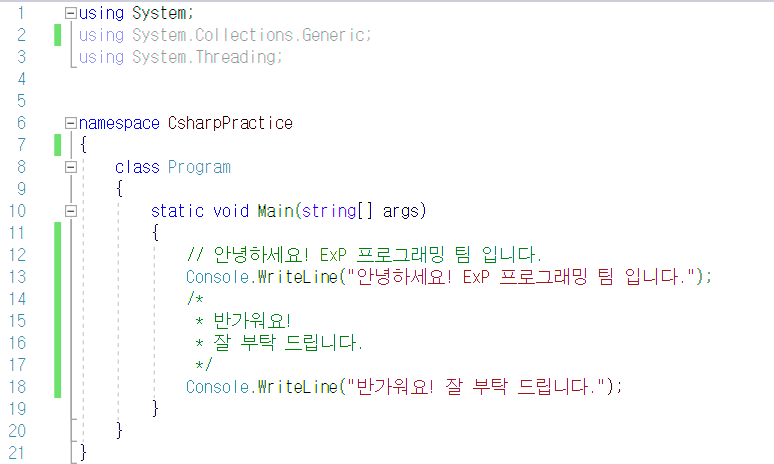 1 using System;
2 using System.Collections.Generic;
3 using System.Threading;
4
5
6 namespace CsharpPractice
7 {
8 class Program
9 {
10 static void Main(string[] args)
11 {
12 // 안녕하세요! ExP 프로그래밍 팀 입니다.
13 Console.WriteLine("안녕하세요! ExP 프로그래밍 팀 입니다.");
14 /*
15 * 반가워요!
16 * 잘 부탁 드립니다.
17 */
18 Console.WriteLine("반가워요! 잘 부탁 드립니다.");
19 }
20 }
21 }